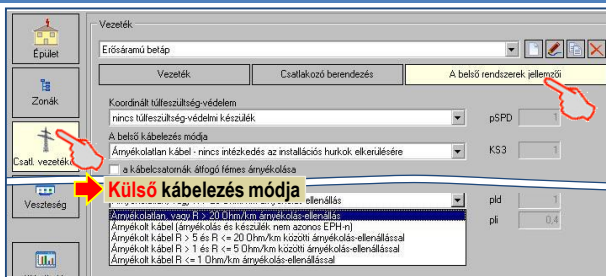 Vezeték
Épület
Erősáramú betáp
Vezeték
Csatlakozó berendezés
A belső rendszerek jellemzői
Zónák
Koordinált túlfeszültség-védelem
nincs túlfeszültség-védelmi készülék
pSPD
1
A belső kábelezés módja
Árnyékolatlan kábel - nincs intézkedés az installációs hurkok elkerülésére
KS3
1
Csatl. vezeték
a kábelcsatornák átfogó fémes árnyékolása
Külső kábelezés módja
Veszteség
ellenállás
pld
1
Árnyékolatlan, vagy R > 20 Ohm/km árnyékolás-ellenállás
Árnyékolt kábel (árnyékolás és készülék nem azonos EPH-n)
pli
0,4
Árnyékolt kábel R > 5 és R <= 20 Ohm/km közötti árnyékolás-ellenállással
Árnyékolt kábel R > 1 és R <= 5 Ohm/km közötti árnyékolás-ellenállással
Árnyékolt kábel R <= 1 Ohm/km árnyékolás-ellenállással